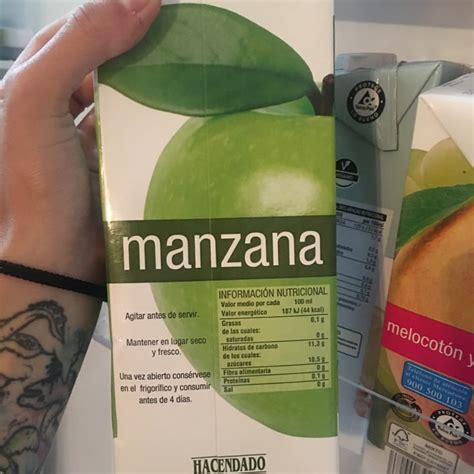 manzana
Agitar antes de servir.
Mantener en lugar seco
y fresco.
Una vez abierto consérvese
en el frigorífico y consumir
antes de 4 días.
INFORMACIÓN NUTRICIONAL
Valor medio por cada 100 ml
Valor energético 187 kJ (44 kcal)
Grasas 0,1 g
de las cuales:
saturadas 0 g
Hidratos de carbono 11,3 g
de los cuales:
azúcares 10,5 g
Fibra alimentaria 0 g
Proteínas 0,1 g
Sal 0 g
HACENDADO
melocotón y
900 500 103